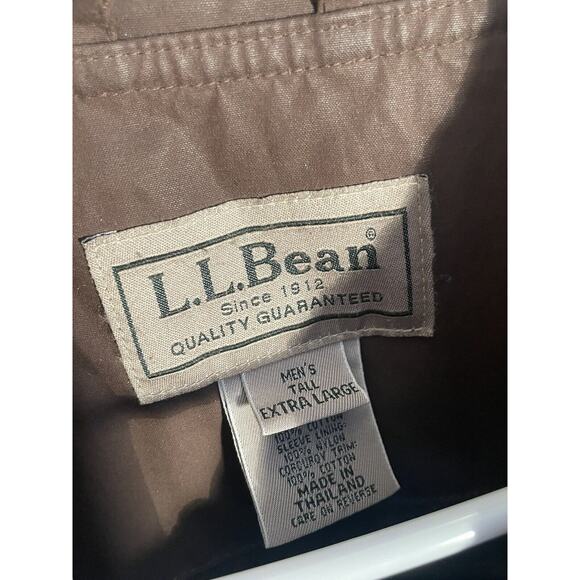 L.L.Bean®
Since 1912
QUALITY GUARANTEED
MEN'S
TALL
EXTRA LARGE
100% COTTON
SLEEVE LINING:
100% NYLON
CORDUROY TRIM:
100% COTTON
MADE IN
THAILAND
CARE ON REVERSE